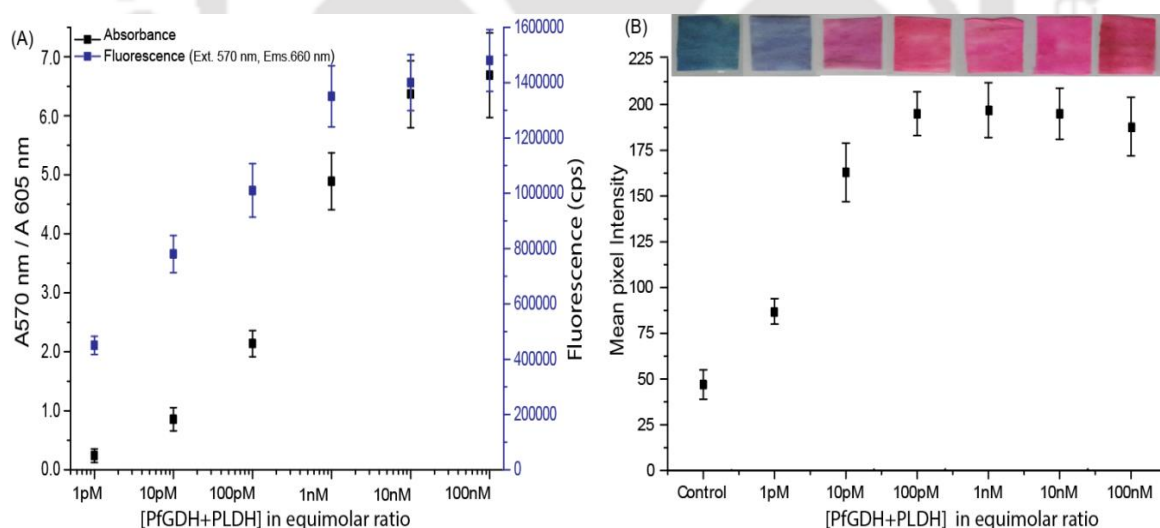 (A)
Absorbance
Fluorescence (Ext. 570 nm, Ems.660 nm)
A570 nm / A 605 nm
7.0
6.0
5.0
4.0
3.0
2.0
1.0
0.0
1pM 10pM 100pM 1nM 10nM 100nM
[PfGDH+PLDH] in equimolar ratio
1600000
1400000
1200000
1000000
800000
600000
400000
200000
0
Fluorescence (cps)
(B)
Mean pixel Intensity
225
200
175
150
125
100
75
50
25
0
Control 1pM 10pM 100pM 1nM 10nM 100nM
[PfGDH+PLDH] in equimolar ratio